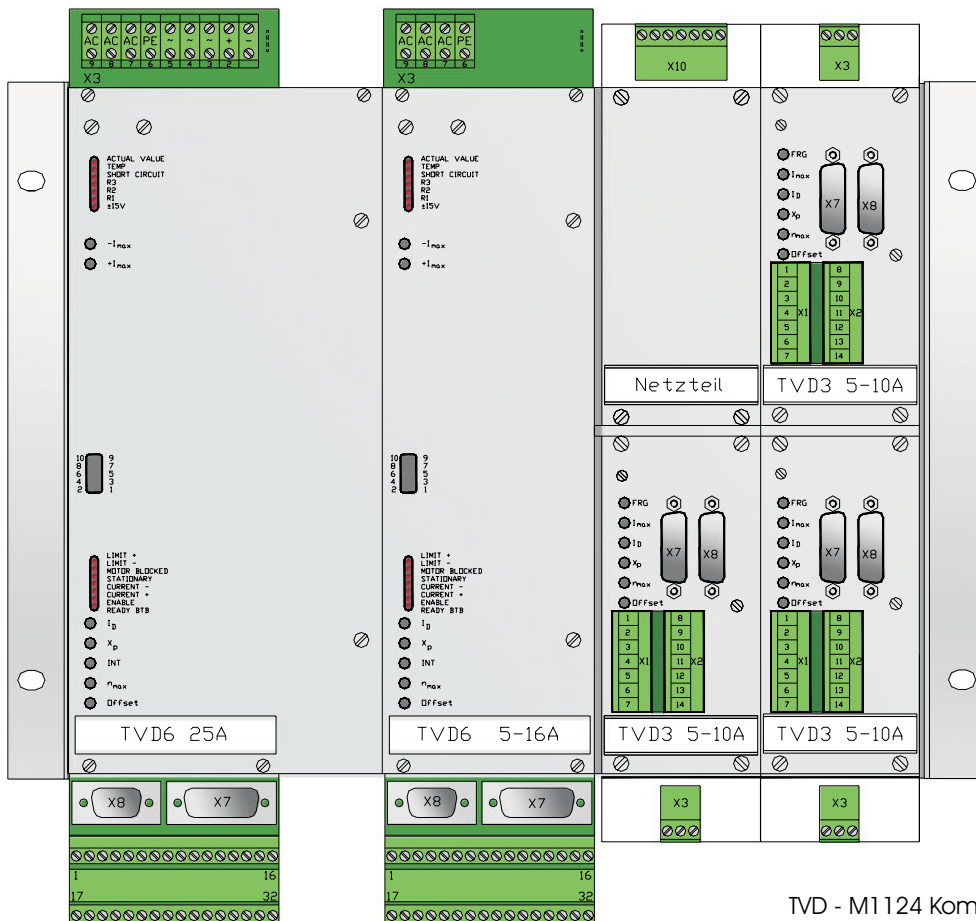 AC AC AC PE ~ ~ ~ + -
9 8 7 6 5 4 3 2
X3
ACTUAL VALUE
TEMP
SHORT CIRCUIT
R3
R2
R1
±15V
-Imax
+Imax
10 9
8 7
6 5
4 3
2 1
LIMIT +
LIMIT -
MOTOR BLOCKED
STATIONARY
CURRENT -
CURRENT +
ENABLE
READY BTB
ID
Xp
INT
nmax
Offset
TVD6 25A
X8 X7
1 16
17 32
AC AC AC PE
9 8 7 6
X3
ACTUAL VALUE
TEMP
SHORT CIRCUIT
R3
R2
R1
±15V
-Imax
+Imax
10 9
8 7
6 5
4 3
2 1
LIMIT +
LIMIT -
MOTOR BLOCKED
STATIONARY
CURRENT -
CURRENT +
ENABLE
READY BTB
ID
Xp
INT
nmax
Offset
TVD6 5-16A
X8 X7
1 16
17 32
X10
Netzteil
X3
FRG
Imax
ID
Xp
nmax
Offset
X7 X8
1 8
2 9
3 10
4 X1 11 X2
5 12
6 13
7 14
TVD3 5-10A
FRG
Imax
ID
Xp
nmax
Offset
X7 X8
1 8
2 9
3 10
4 X1 11 X2
5 12
6 13
7 14
TVD3 5-10A
X3
FRG
Imax
ID
Xp
nmax
Offset
X7 X8
1 8
2 9
3 10
4 X1 11 X2
5 12
6 13
7 14
TVD3 5-10A
X3
TVD - M1124 Kom